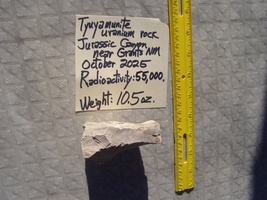 Tyuyamunite
uranium rock
Jurassic Canyon
near Grants NM
October 2025
Radioactivity: 55,000.
Weight: 10.5 oz.